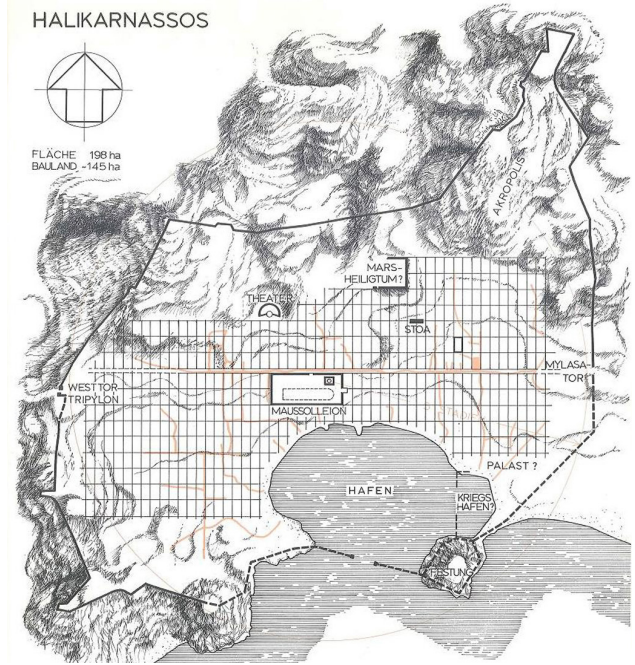 HALIKARNASSOS
FLÄCHE 198 ha
BAULAND ~145 ha
AKROPOLIS
MARS-
HEILIGTUM?
THEATER
STOA
MYLASA-
TOR
WESTTOR
TRIPYLON
MAUSSOLLEION
STADION
PALAST ?
HAFEN
KRIEGS
HAFEN?
FESTUNG